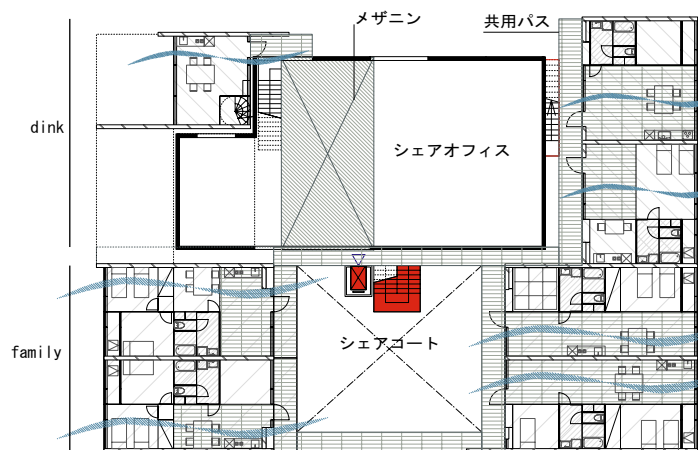 メザニン
共用パス
dink
シェアオフィス
family
シェアコート